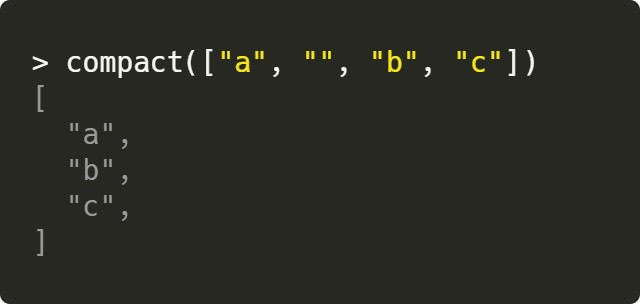 > compact(["a", "", "b", "c"])
[
  "a",
  "b",
  "c",
]